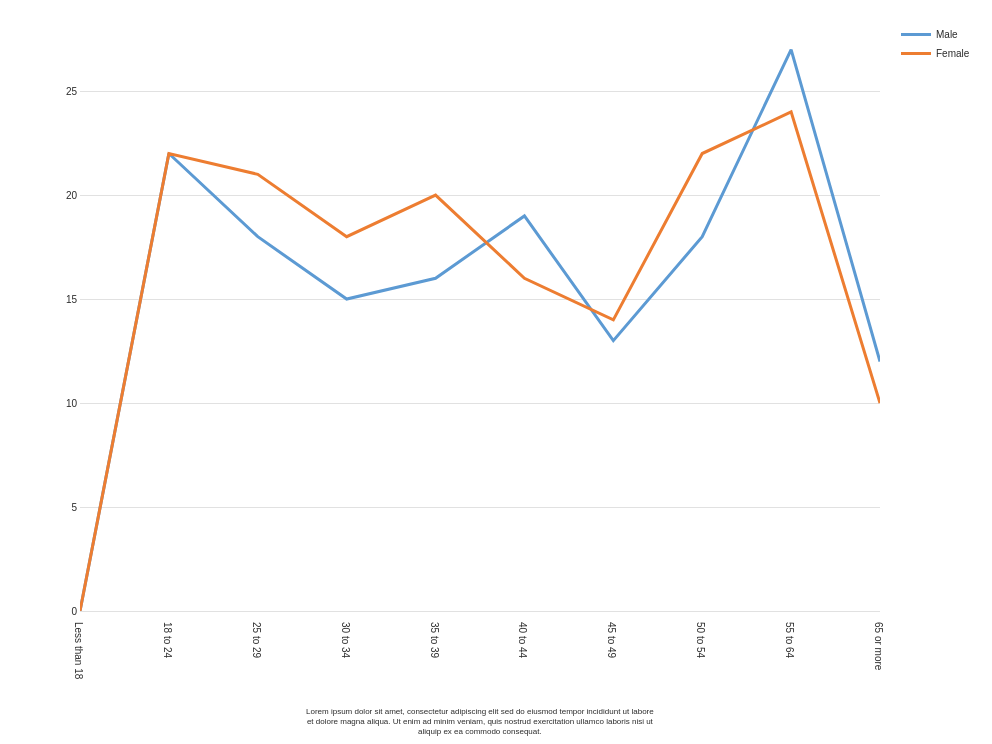 Male
Female
25
20
15
10
5
0
Less than 18
18 to 24
25 to 29
30 to 34
35 to 39
40 to 44
45 to 49
50 to 54
55 to 64
65 or more
Lorem ipsum dolor sit amet, consectetur adipiscing elit sed do eiusmod tempor incididunt ut labore
et dolore magna aliqua. Ut enim ad minim veniam, quis nostrud exercitation ullamco laboris nisi ut
aliquip ex ea commodo consequat.